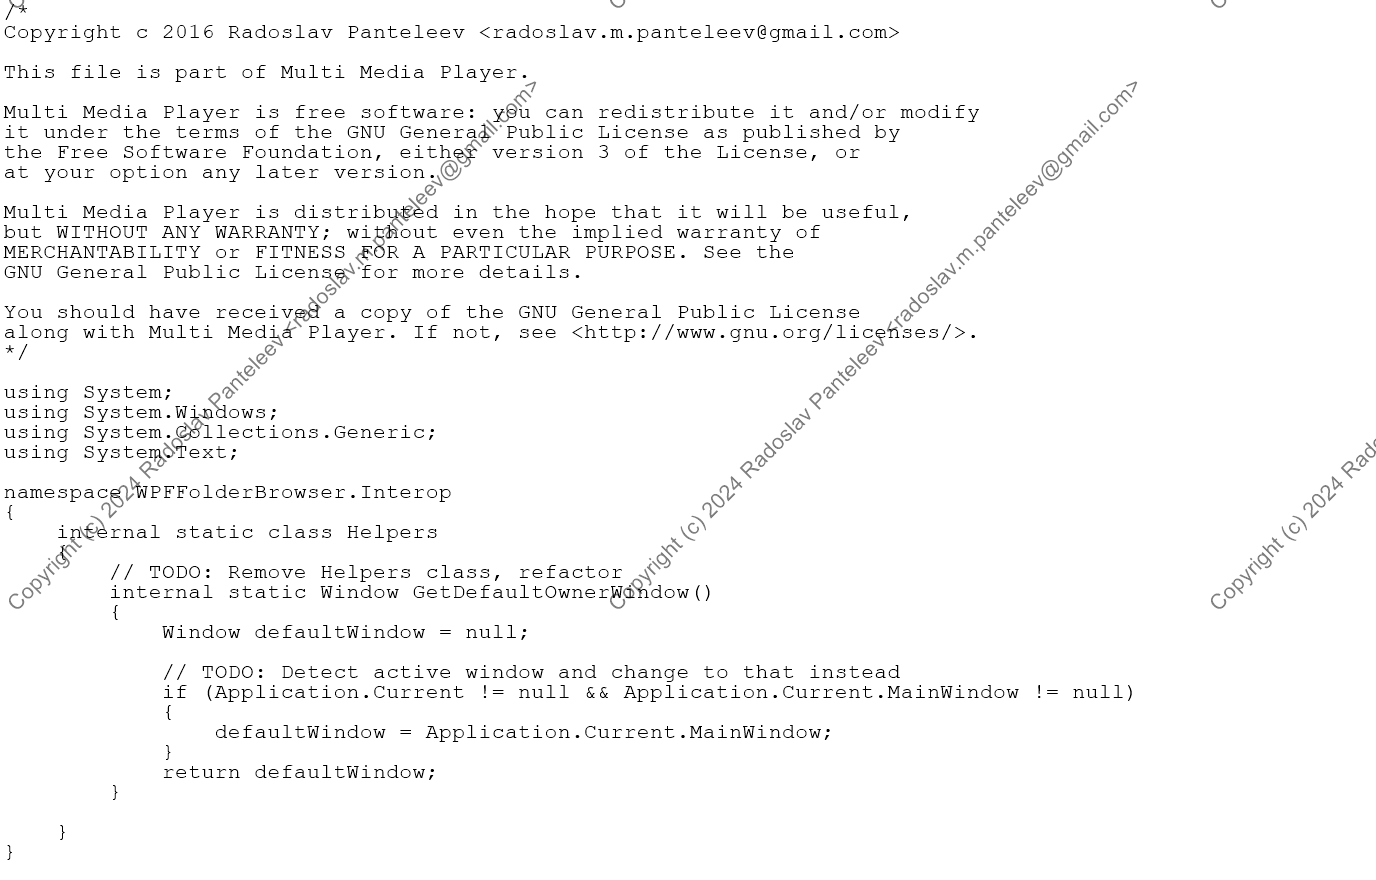 /*
Copyright c 2016 Radoslav Panteleev <radoslav.m.panteleev@gmail.com>

This file is part of Multi Media Player.

Multi Media Player is free software: you can redistribute it and/or modify
it under the terms of the GNU General Public License as published by
the Free Software Foundation, either version 3 of the License, or
at your option any later version.

Multi Media Player is distributed in the hope that it will be useful,
but WITHOUT ANY WARRANTY; without even the implied warranty of
MERCHANTABILITY or FITNESS FOR A PARTICULAR PURPOSE. See the
GNU General Public License for more details.

You should have received a copy of the GNU General Public License
along with Multi Media Player. If not, see <http://www.gnu.org/licenses/>.
*/

using System;
using System.Windows;
using System.Collections.Generic;
using System.Text;

namespace WPFFolderBrowser.Interop
{
    internal static class Helpers
    {
        // TODO: Remove Helpers class, refactor
        internal static Window GetDefaultOwnerWindow()
        {
            Window defaultWindow = null;

            // TODO: Detect active window and change to that instead
            if (Application.Current != null && Application.Current.MainWindow != null)
            {
                defaultWindow = Application.Current.MainWindow;
            }
            return defaultWindow;
        }

    }
}
Copyright (c) 2024 Radoslav Panteleev <radoslav.m.panteleev@gmail.com>
Copyright (c) 2024 Radoslav Panteleev <radoslav.m.panteleev@gmail.com>
Copyright (c) 2024